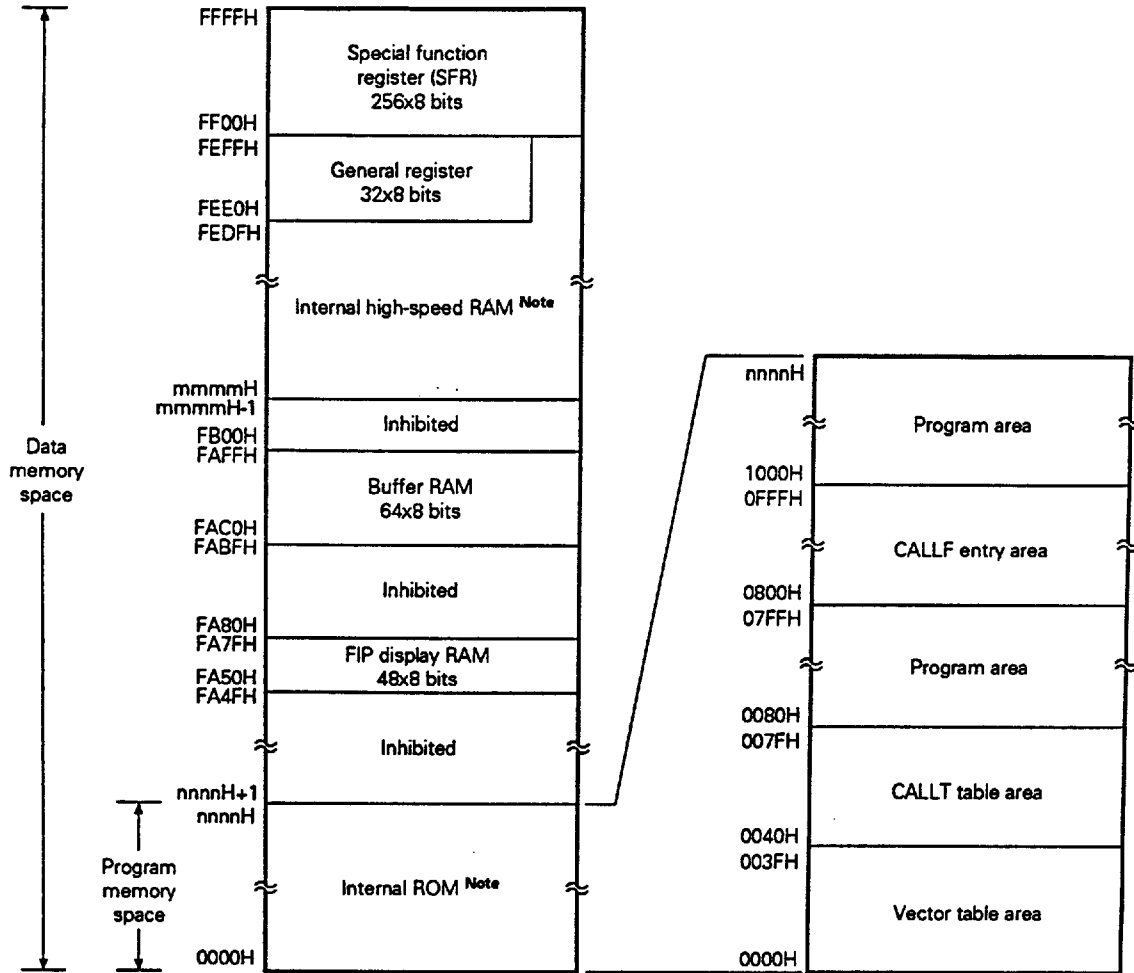 FFFFH
Special function
register (SFR)
256x8 bits
FF00H
FEFFH
General register
32x8 bits
FEE0H
FEDFH
Internal high-speed RAM Note
mmmmH
mmmmH-1
Inhibited
FB00H
FAFFH
Buffer RAM
64x8 bits
FAC0H
FABFH
Inhibited
FA80H
FA7FH
FIP display RAM
48x8 bits
FA50H
FA4FH
Inhibited
nnnnH+1
nnnnH
Internal ROM Note
0000H
Data
memory
space
Program
memory
space
nnnnH
Program area
1000H
0FFFH
CALLF entry area
0800H
07FFH
Program area
0080H
007FH
CALLT table area
0040H
003FH
Vector table area
0000H